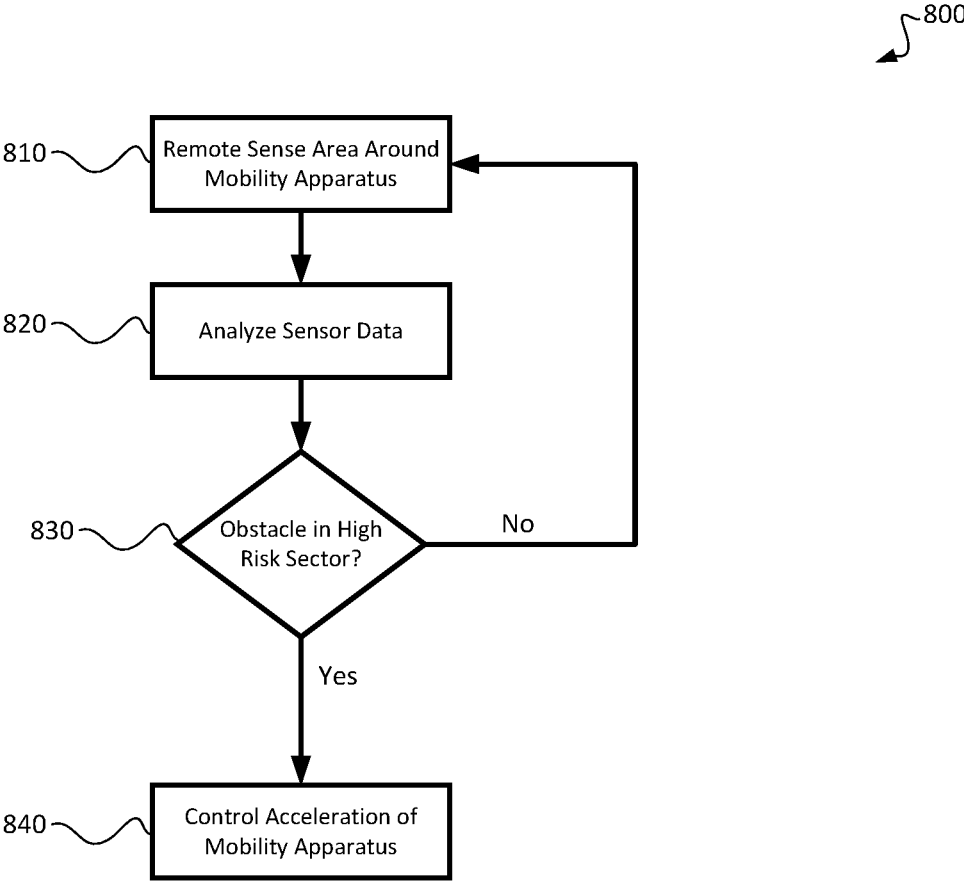 800
810
Remote Sense Area Around
Mobility Apparatus
820
Analyze Sensor Data
830
Obstacle in High
Risk Sector?
No
Yes
840
Control Acceleration of
Mobility Apparatus